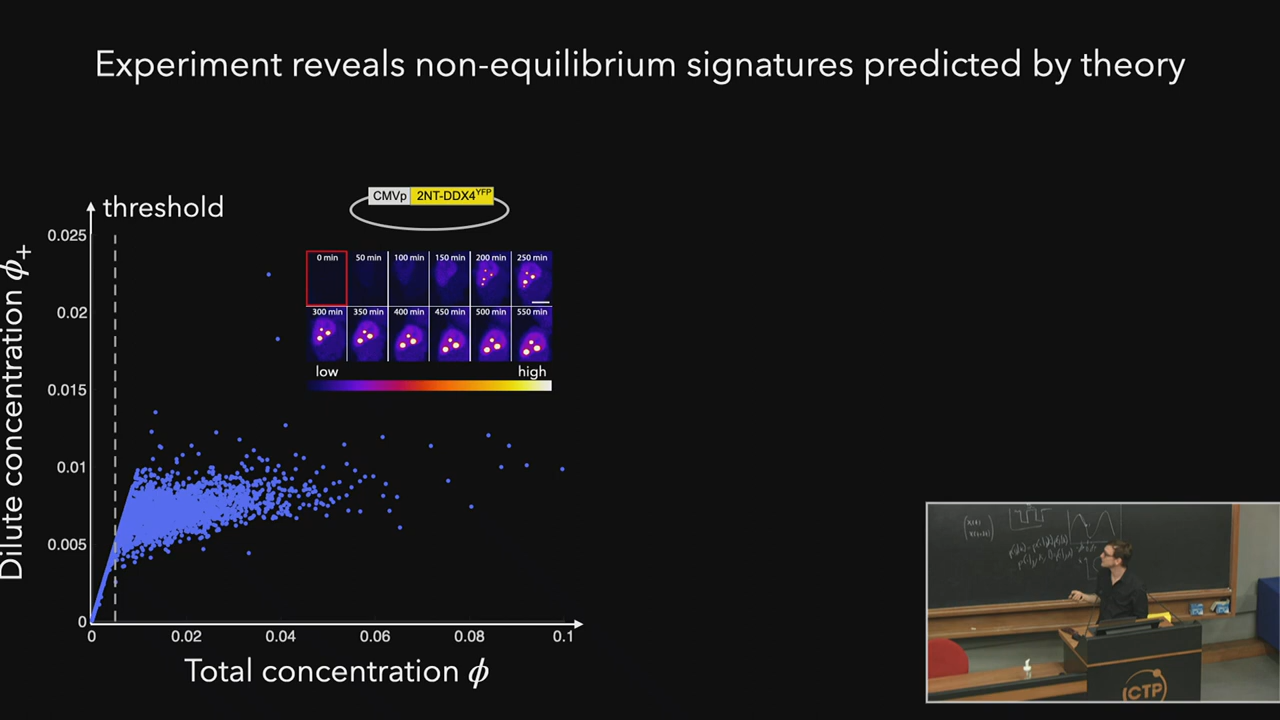 Experiment reveals non-equilibrium signatures predicted by theory
threshold
Dilute concentration ϕ₊
0.025
0.02
0.015
0.01
0.005
0
0 0.02 0.04 0.06 0.08 0.1
Total concentration ϕ
CMVp 2NT-DDX4^YFP
0 min 50 min 100 min 150 min 200 min 250 min
300 min 350 min 400 min 450 min 500 min 550 min
low high
ICTP